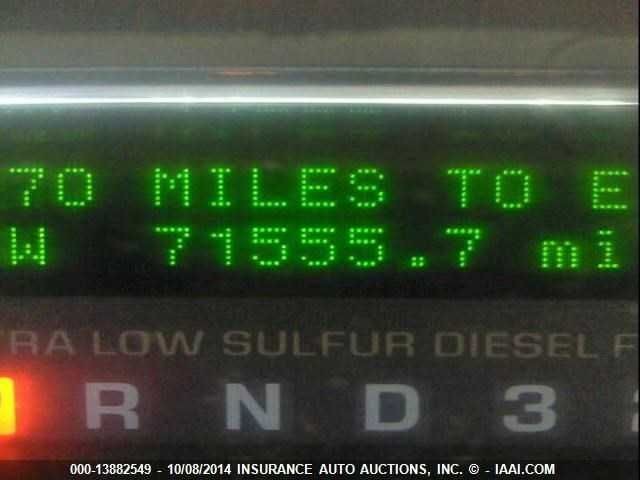 70 MILES TO E
W 71555.7 mi
TRA LOW SULFUR DIESEL F
R N D 3
000-13882549 - 10/08/2014 INSURANCE AUTO AUCTIONS, INC. © - IAAI.COM